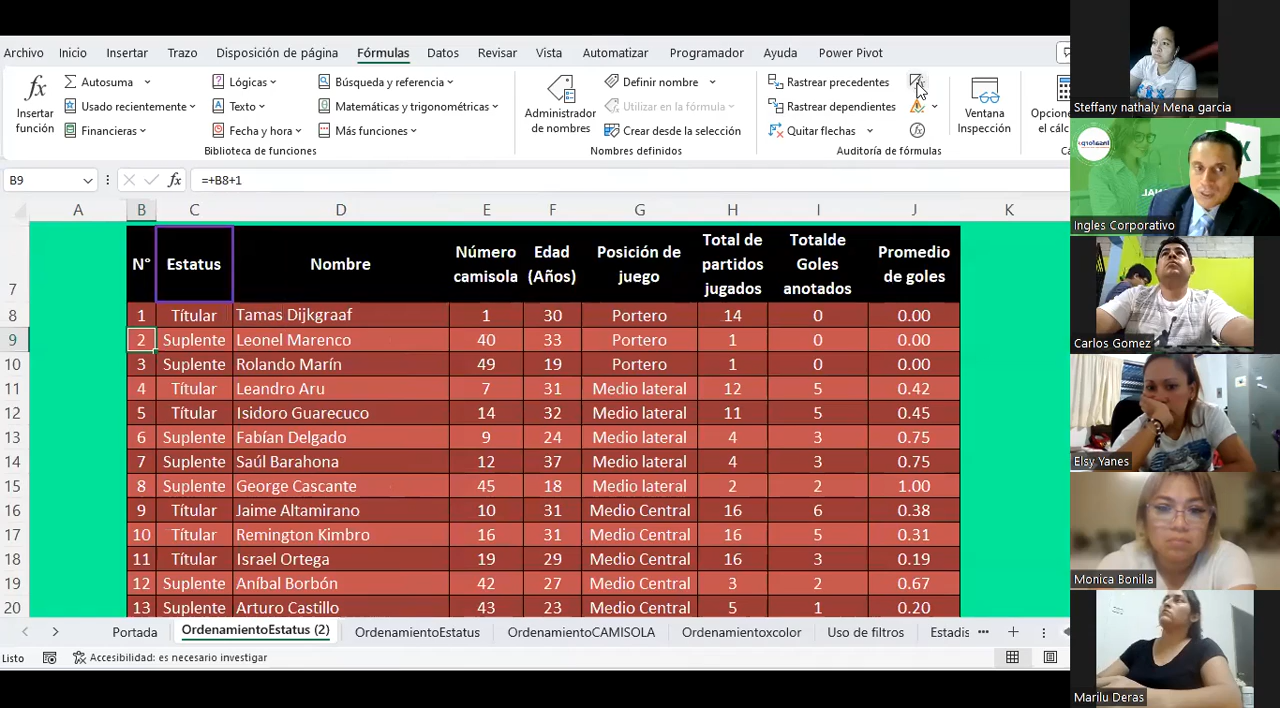 Archivo Inicio Insertar Trazo Disposición de página Fórmulas Datos Revisar Vista Automatizar Programador Ayuda Power Pivot
Insertar función
Autosuma
Usado recientemente
Financieras
Lógicas
Texto
Fecha y hora
Búsqueda y referencia
Matemáticas y trigonométricas
Más funciones
Biblioteca de funciones
Administrador de nombres
Definir nombre
Utilizar en la fórmula
Crear desde la selección
Nombres definidos
Rastrear precedentes
Rastrear dependientes
Quitar flechas
Auditoría de fórmulas
Ventana Inspección
B9 fx =+B8+1
A B C D E F G H I J K
7 N° Estatus Nombre Número camisola Edad (Años) Posición de juego Total de partidos jugados Totalde Goles anotados Promedio de goles
8 1 Títular Tamas Dijkgraaf 1 30 Portero 14 0 0.00
9 2 Suplente Leonel Marenco 40 33 Portero 1 0 0.00
10 3 Suplente Rolando Marín 49 19 Portero 1 0 0.00
11 4 Títular Leandro Aru 7 31 Medio lateral 12 5 0.42
12 5 Títular Isidoro Guarecuco 14 32 Medio lateral 11 5 0.45
13 6 Suplente Fabían Delgado 9 24 Medio lateral 4 3 0.75
14 7 Suplente Saúl Barahona 12 37 Medio lateral 4 3 0.75
15 8 Suplente George Cascante 45 18 Medio lateral 2 2 1.00
16 9 Títular Jaime Altamirano 10 31 Medio Central 16 6 0.38
17 10 Títular Remington Kimbro 16 31 Medio Central 16 5 0.31
18 11 Títular Israel Ortega 19 29 Medio Central 16 3 0.19
19 12 Suplente Aníbal Borbón 42 27 Medio Central 3 2 0.67
20 13 Suplente Arturo Castillo 43 23 Medio Central 5 1 0.20
Portada OrdenamientoEstatus (2) OrdenamientoEstatus OrdenamientoCAMISOLA Ordenamientoxcolor Uso de filtros Estadis
Listo Accesibilidad: es necesario investigar
Steffany nathaly Mena garcia
Ingles Corporativo
Carlos Gomez
Elsy Yanes
Monica Bonilla
Marilu Deras